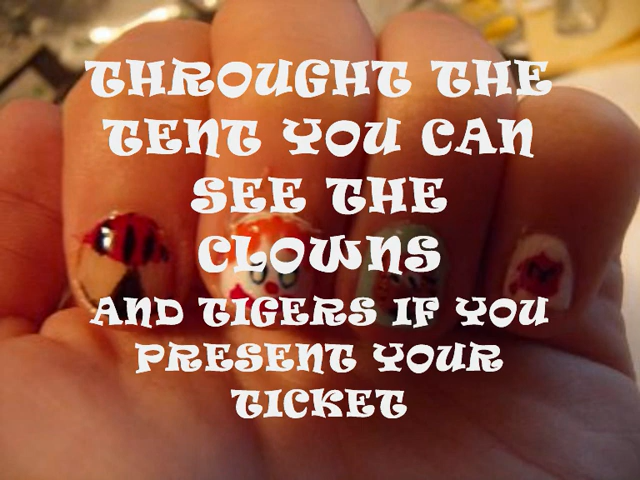 THROUGHT THE
TENT YOU CAN
SEE THE
CLOWNS
AND TIGERS IF YOU
PRESENT YOUR
TICKET